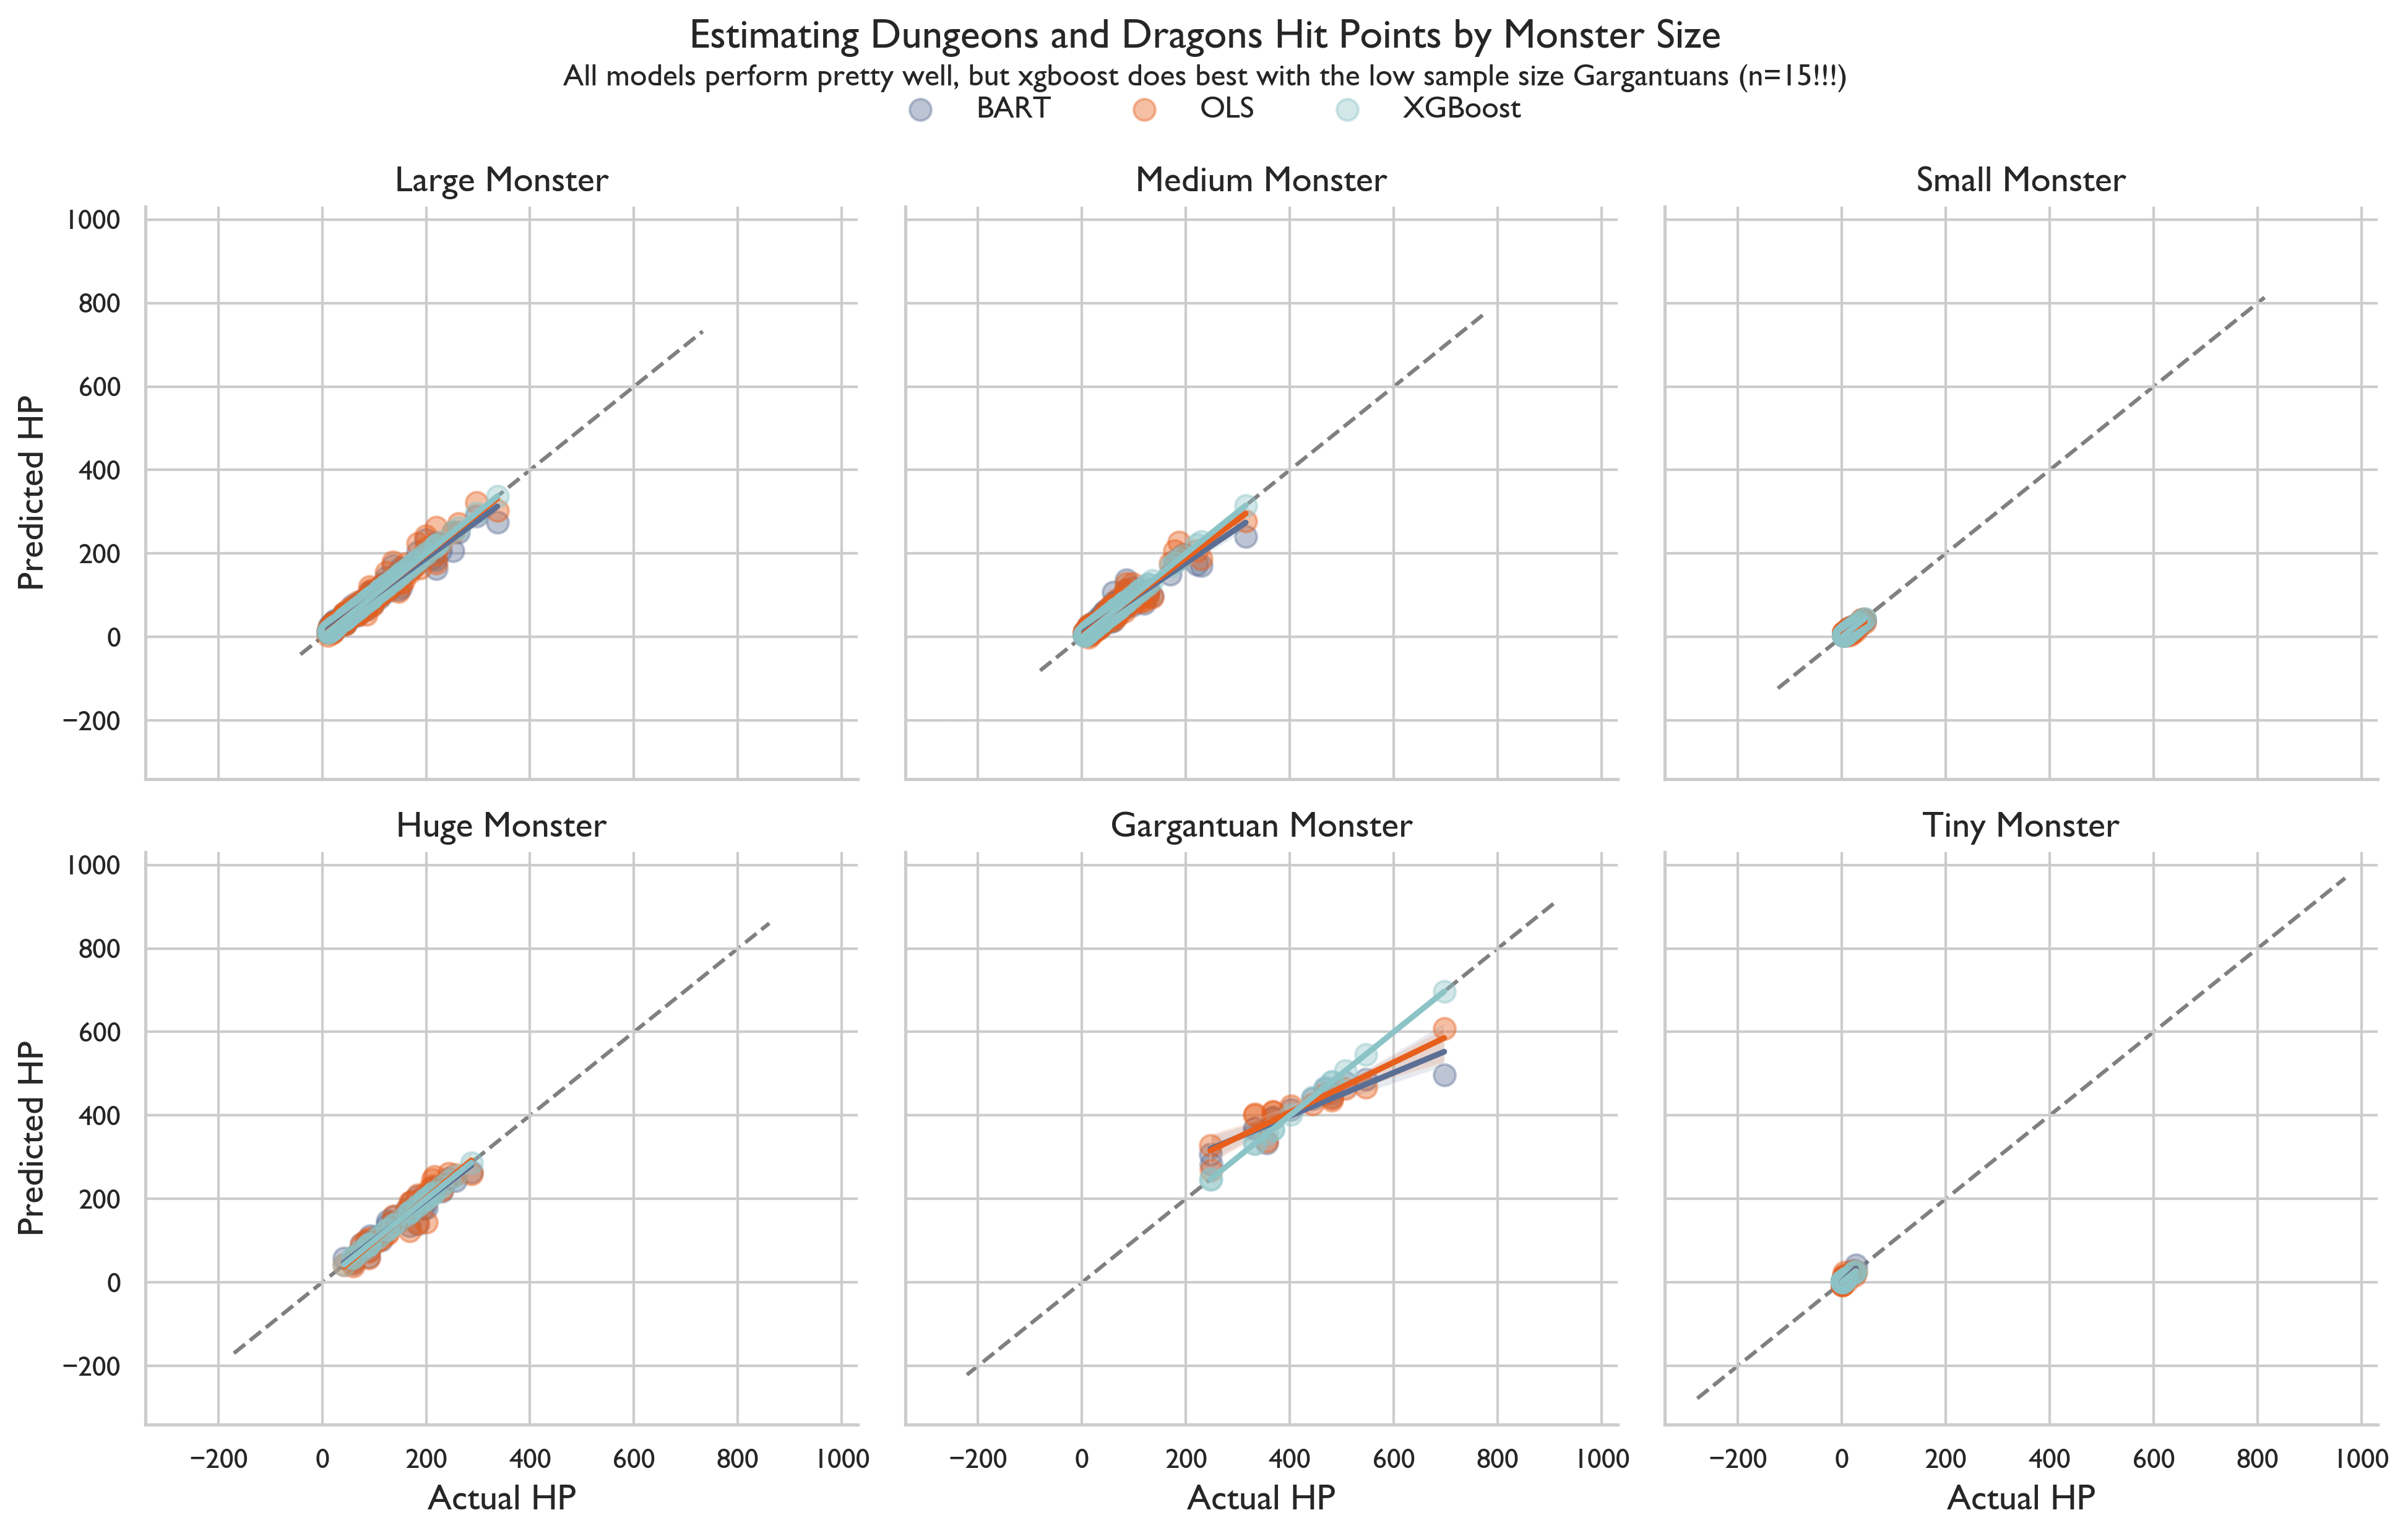 Estimating Dungeons and Dragons Hit Points by Monster Size
All models perform pretty well, but xgboost does best with the low sample size Gargantuans (n=15!!!)
BART OLS XGBoost
Large Monster
Medium Monster
Small Monster
1000
800
600
400
200
0
−200
Predicted HP
Huge Monster
Gargantuan Monster
Tiny Monster
1000
800
600
400
200
0
−200
Predicted HP
−200 0 200 400 600 800 1000
−200 0 200 400 600 800 1000
−200 0 200 400 600 800 1000
Actual HP
Actual HP
Actual HP